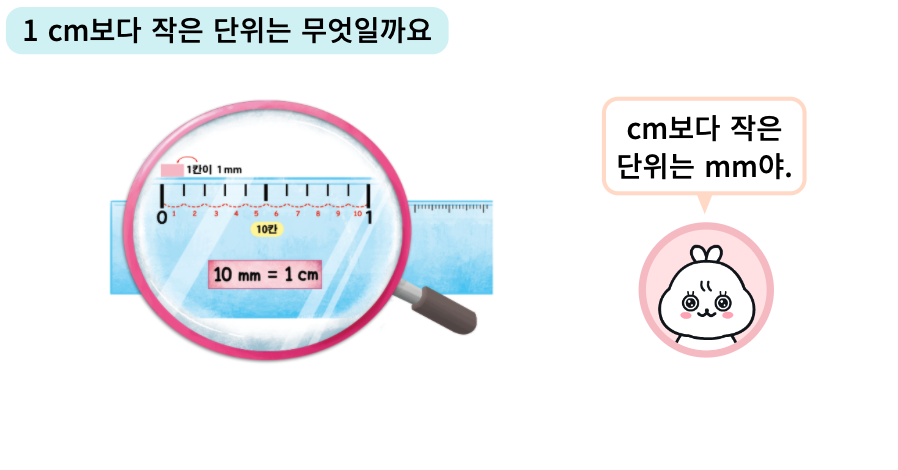 1 cm보다 작은 단위는 무엇일까요
1칸이 1 mm
0 1
1 2 3 4 5 6 7 8 9 10
10칸
10 mm = 1 cm
cm보다 작은
단위는 mm야.